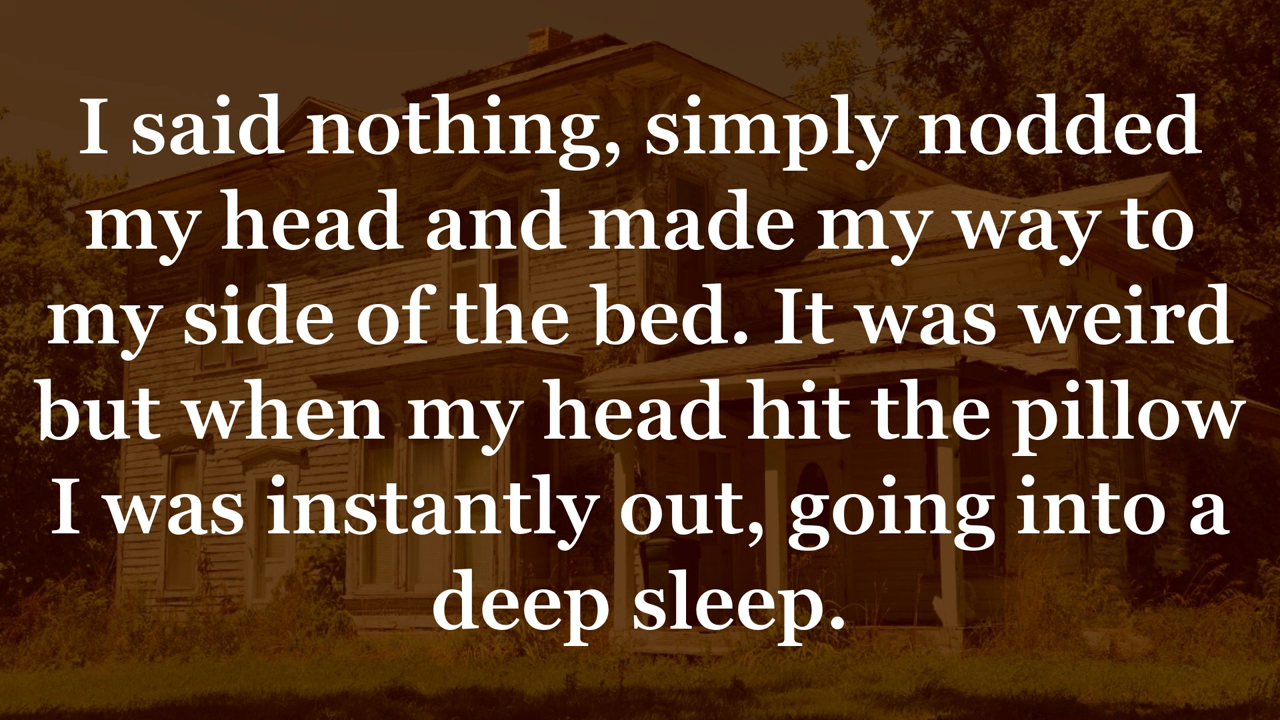 I said nothing, simply nodded
my head and made my way to
my side of the bed. It was weird
but when my head hit the pillow
I was instantly out, going into a
deep sleep.